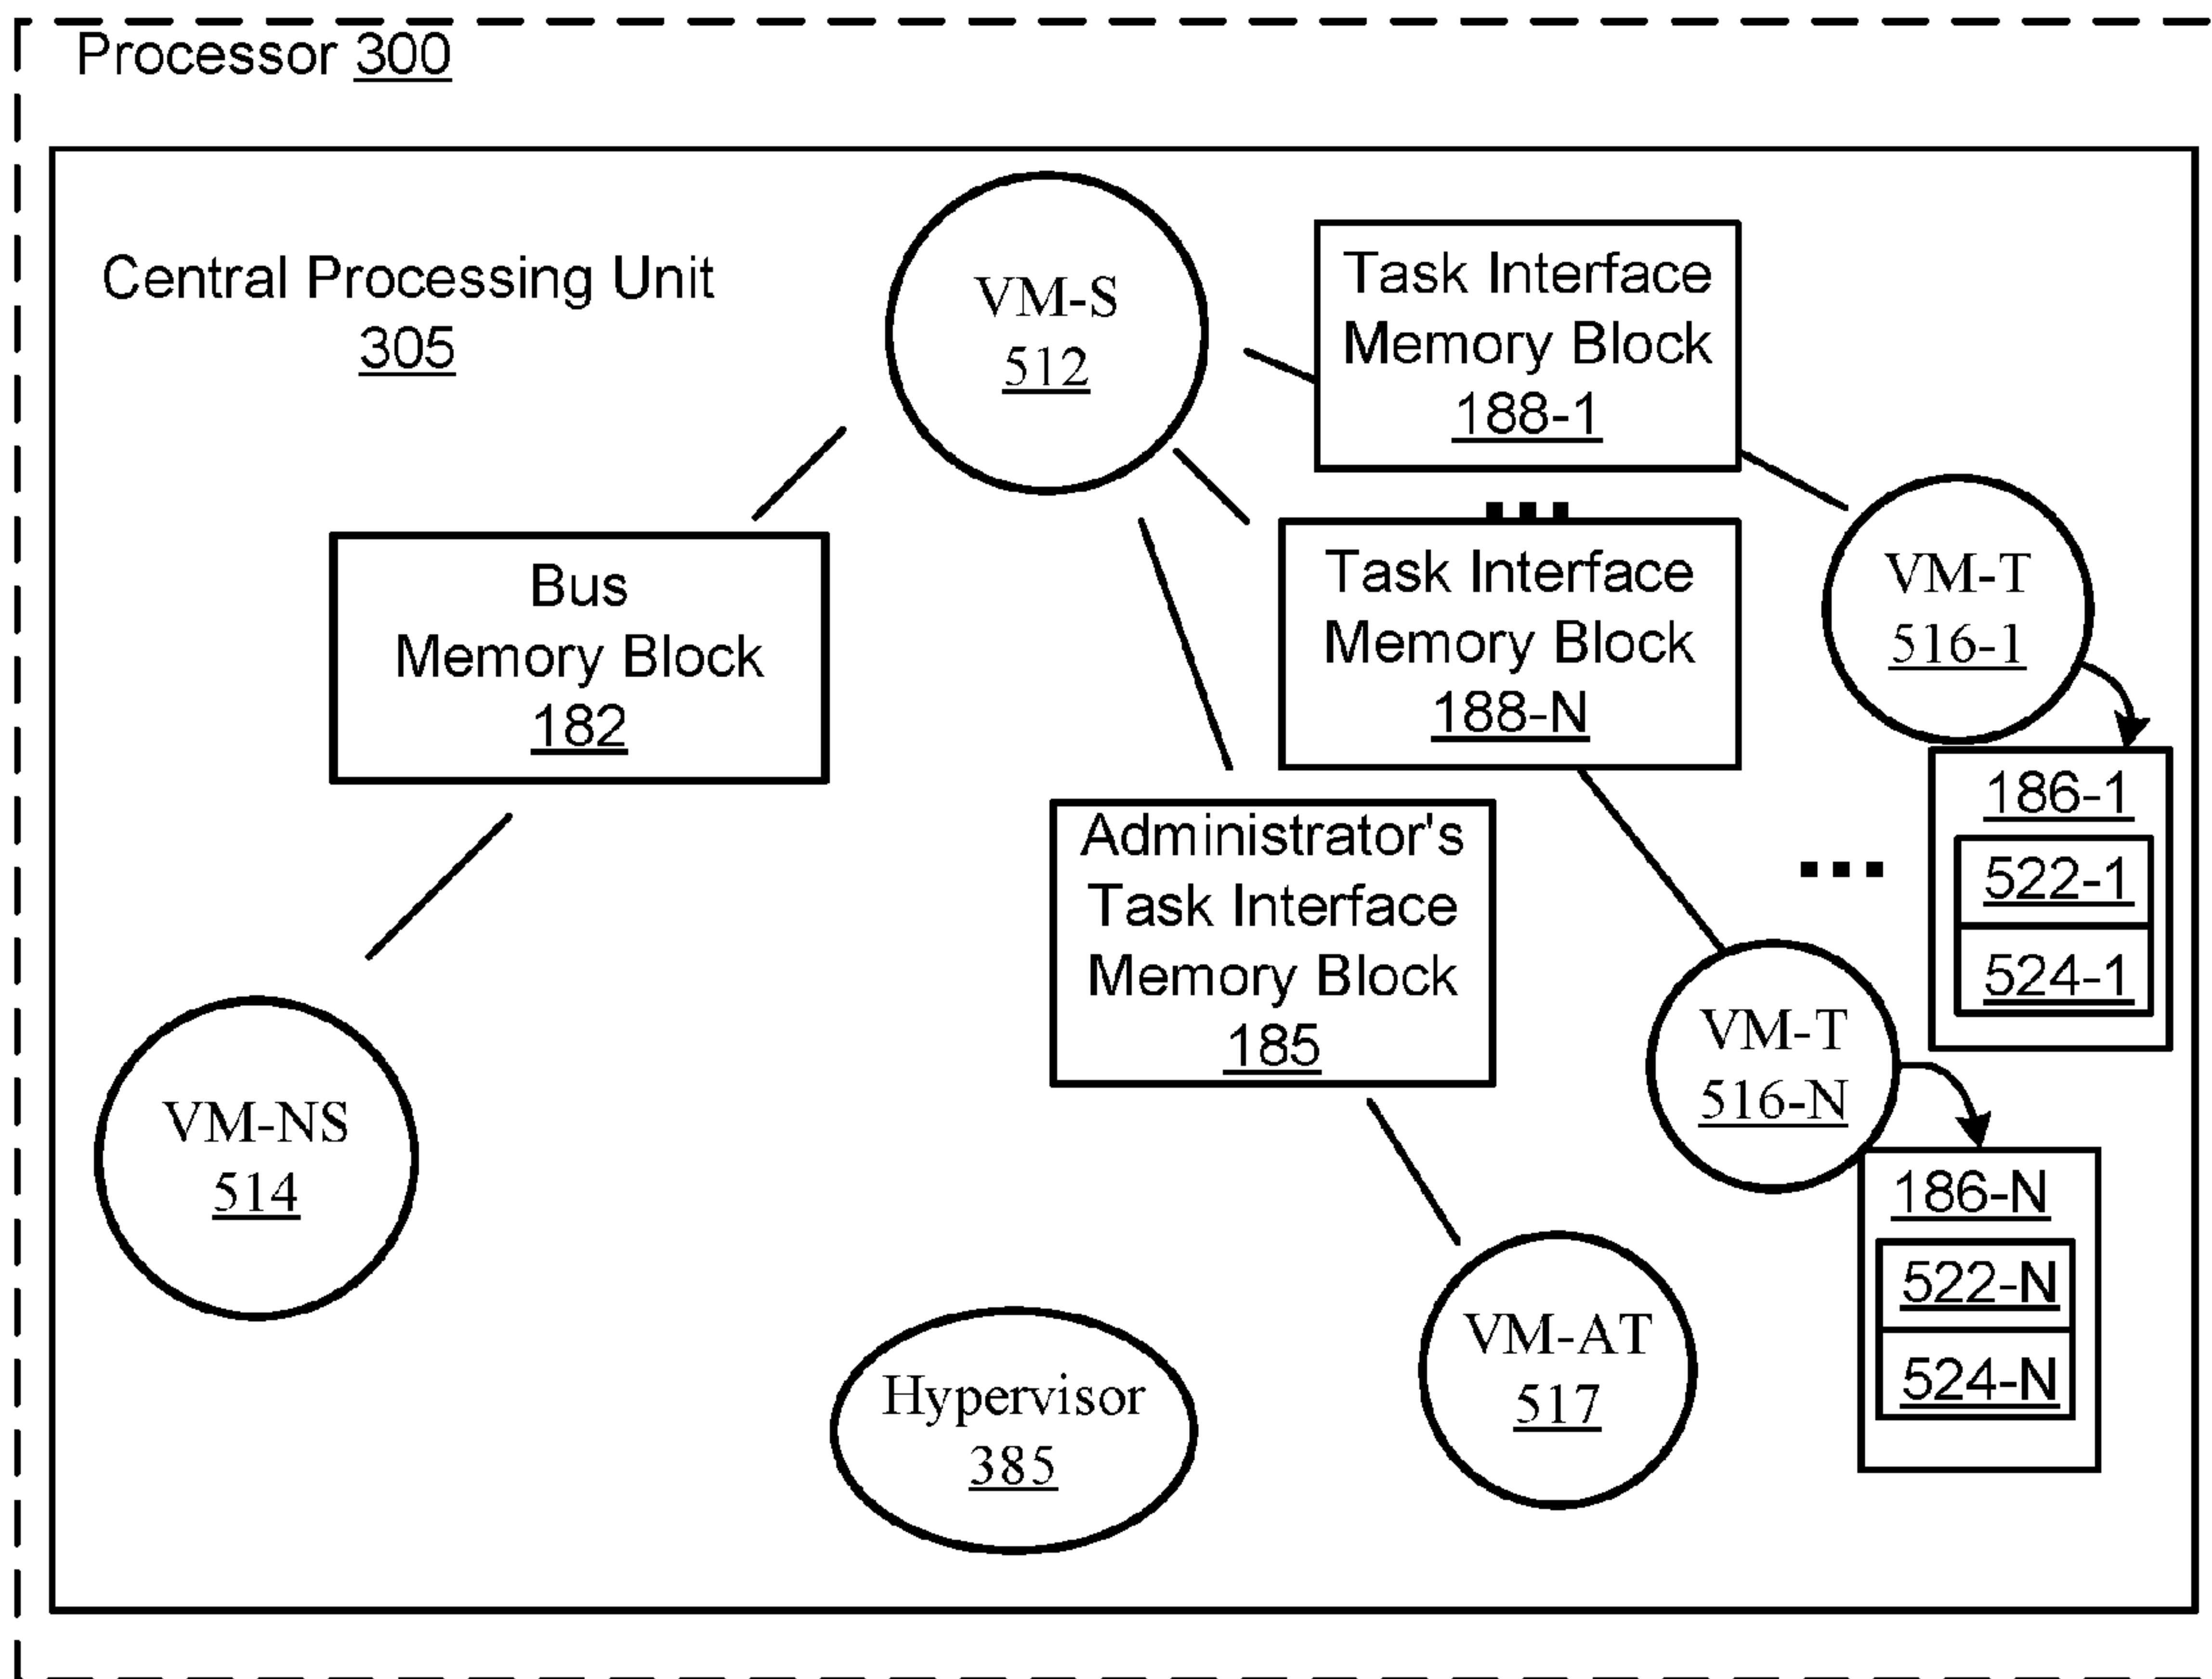 Processor 300
Central Processing Unit
305
VM-S
512
Task Interface
Memory Block
188-1
Bus
Memory Block
182
Task Interface
Memory Block
188-N
VM-T
516-1
186-1
522-1
524-1
Administrator's
Task Interface
Memory Block
185
VM-T
516-N
186-N
522-N
524-N
VM-NS
514
Hypervisor
385
VM-AT
517